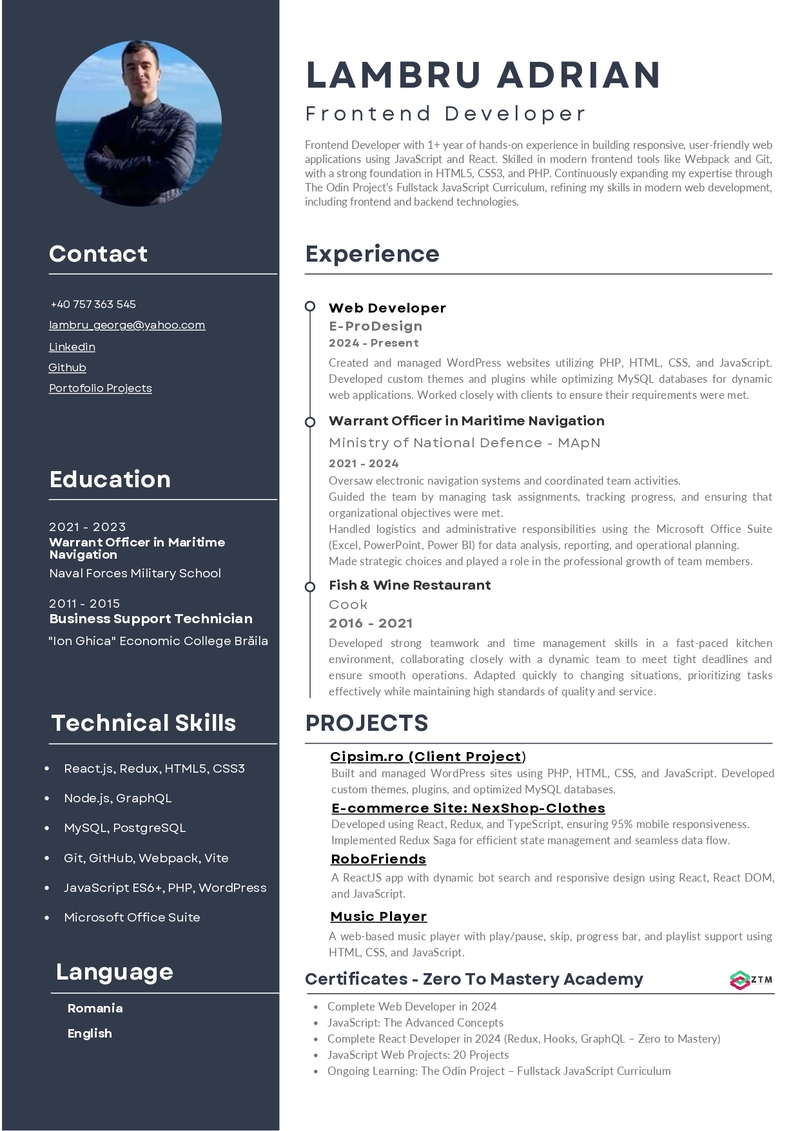 LAMBRU ADRIAN
Frontend Developer
Frontend Developer with 1+ year of hands-on experience in building responsive, user-friendly web
applications using JavaScript and React. Skilled in modern frontend tools like Webpack and Git,
with a strong foundation in HTML5, CSS3, and PHP. Continuously expanding my expertise through
The Odin Project's Fullstack JavaScript Curriculum, refining my skills in modern web development,
including frontend and backend technologies.
Contact
+40 757 363 545
lambru_george@yahoo.com
Linkedin
Github
Portofolio Projects
Education
2021 - 2023
Warrant Officer in Maritime
Navigation
Naval Forces Military School
2011 - 2015
Business Support Technician
"Ion Ghica" Economic College Brăila
Technical Skills
• React.js, Redux, HTML5, CSS3
• Node.js, GraphQL
• MySQL, PostgreSQL
• Git, GitHub, Webpack, Vite
• JavaScript ES6+, PHP, WordPress
• Microsoft Office Suite
Language
Romania
English
Experience
Web Developer
E-ProDesign
2024 - Present
Created and managed WordPress websites utilizing PHP, HTML, CSS, and JavaScript.
Developed custom themes and plugins while optimizing MySQL databases for dynamic
web applications. Worked closely with clients to ensure their requirements were met.
Warrant Officer in Maritime Navigation
Ministry of National Defence - MApN
2021 - 2024
Oversaw electronic navigation systems and coordinated team activities.
Guided the team by managing task assignments, tracking progress, and ensuring that
organizational objectives were met.
Handled logistics and administrative responsibilities using the Microsoft Office Suite
(Excel, PowerPoint, Power BI) for data analysis, reporting, and operational planning.
Made strategic choices and played a role in the professional growth of team members.
Fish & Wine Restaurant
Cook
2016 - 2021
Developed strong teamwork and time management skills in a fast-paced kitchen
environment, collaborating closely with a dynamic team to meet tight deadlines and
ensure smooth operations. Adapted quickly to changing situations, prioritizing tasks
effectively while maintaining high standards of quality and service.
PROJECTS
Cipsim.ro (Client Project)
Built and managed WordPress sites using PHP, HTML, CSS, and JavaScript. Developed
custom themes, plugins, and optimized MySQL databases.
E-commerce Site: NexShop-Clothes
Developed using React, Redux, and TypeScript, ensuring 95% mobile responsiveness.
Implemented Redux Saga for efficient state management and seamless data flow.
RoboFriends
A ReactJS app with dynamic bot search and responsive design using React, React DOM,
and JavaScript.
Music Player
A web-based music player with play/pause, skip, progress bar, and playlist support using
HTML, CSS, and JavaScript.
Certificates - Zero To Mastery Academy
ZTM
• Complete Web Developer in 2024
• JavaScript: The Advanced Concepts
• Complete React Developer in 2024 (Redux, Hooks, GraphQL – Zero to Mastery)
• JavaScript Web Projects: 20 Projects
• Ongoing Learning: The Odin Project – Fullstack JavaScript Curriculum